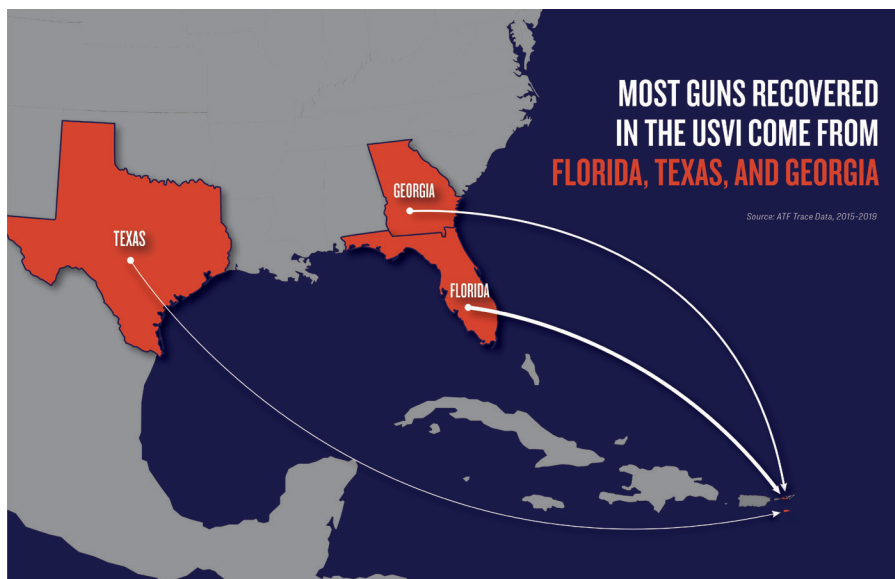 MOST GUNS RECOVERED
IN THE USVI COME FROM
FLORIDA, TEXAS, AND GEORGIA
Source: ATF Trace Data, 2015-2019
GEORGIA
TEXAS
FLORIDA